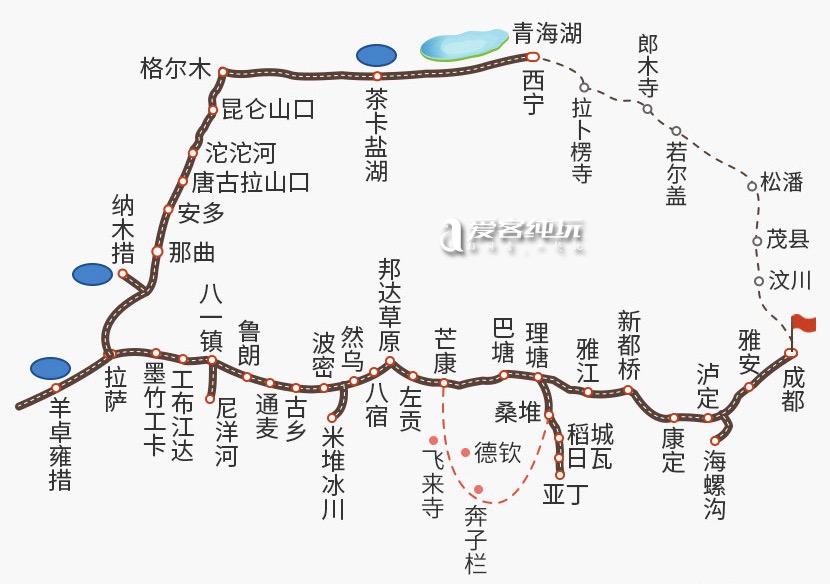 青海湖
格尔木
西宁
郎木寺
茶卡盐湖
拉卜楞寺
昆仑山口
若尔盖
沱沱河
唐古拉山口
松潘
纳木措
安多
爱客纯玩
茂县
那曲
汶川
邦达草原
八一镇
鲁朗
波密
然乌
芒康
巴塘
理塘
雅江
新都桥
雅安
泸定
成都
拉萨
墨竹工卡
工布江达
尼洋河
通麦
古乡
米堆冰川
八宿
左贡
桑堆
稻城
日瓦
亚丁
康定
海螺沟
羊卓雍措
飞来寺
德钦
奔子栏